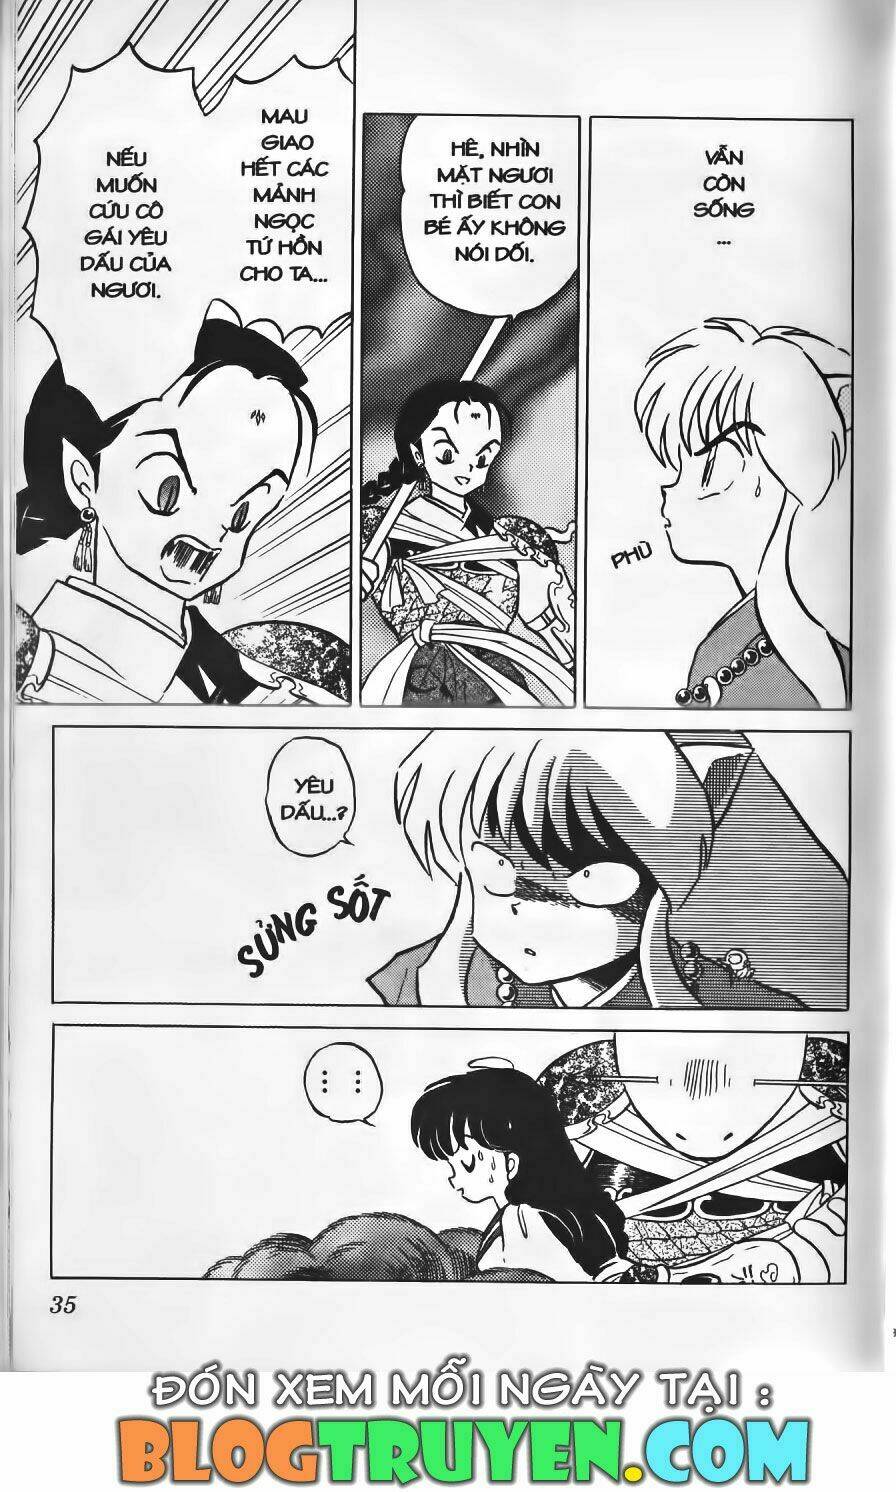 VẪN
CÒN
SỐNG
...
PHÙ
HÊ, NHÌN
MẶT NGƯƠI
THÌ BIẾT CON
BÉ ẤY KHÔNG
NÓI DỐI.
MAU
GIAO
HẾT CÁC
MẢNH
NGỌC
TỨ HỒN
CHO TA...
NẾU
MUỐN
CỨU CÔ
GÁI YÊU
DẤU CỦA
NGƯƠI.
YÊU
DẤU...?
SỬNG SỐT
... ...
35
ĐÓN XEM MỖI NGÀY TẠI :
BLOGTRUYEN.COM